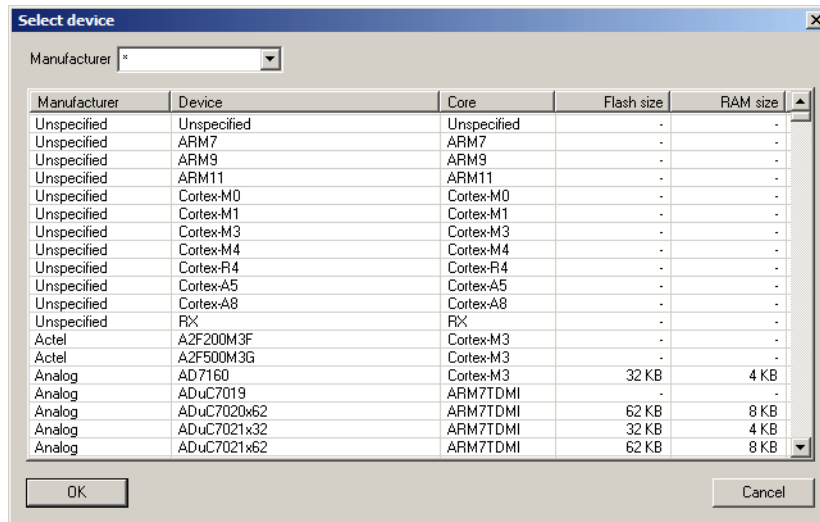 Select device
Manufacturer *
Manufacturer Device Core Flash size RAM size
Unspecified Unspecified Unspecified - -
Unspecified ARM7 ARM7 - -
Unspecified ARM9 ARM9 - -
Unspecified ARM11 ARM11 - -
Unspecified Cortex-M0 Cortex-M0 - -
Unspecified Cortex-M1 Cortex-M1 - -
Unspecified Cortex-M3 Cortex-M3 - -
Unspecified Cortex-M4 Cortex-M4 - -
Unspecified Cortex-R4 Cortex-R4 - -
Unspecified Cortex-A5 Cortex-A5 - -
Unspecified Cortex-A8 Cortex-A8 - -
Unspecified RX RX - -
Actel A2F200M3F Cortex-M3 - -
Actel A2F500M3G Cortex-M3 - -
Analog AD7160 Cortex-M3 32 KB 4 KB
Analog ADuC7019 ARM7TDMI - -
Analog ADuC7020x62 ARM7TDMI 62 KB 8 KB
Analog ADuC7021x32 ARM7TDMI 32 KB 4 KB
Analog ADuC7021x62 ARM7TDMI 62 KB 8 KB
OK Cancel